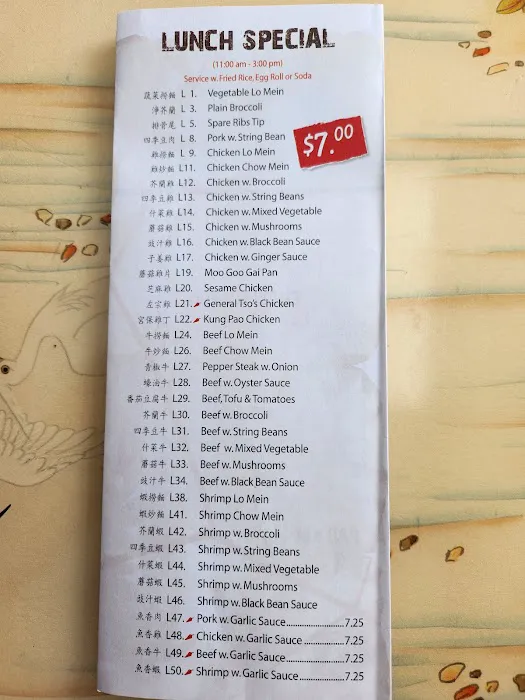 LUNCH SPECIAL
(11:00 am - 3:00 pm)
Service w. Fried Rice, Egg Roll or Soda
$7.00
蔬菜撈麵 L 1. Vegetable Lo Mein
淨芥蘭 L 3. Plain Broccoli
排骨尾 L 5. Spare Ribs Tip
四季豆肉 L 8. Pork w. String Bean
雞撈麵 L 9. Chicken Lo Mein
雞炒麵 L11. Chicken Chow Mein
芥蘭雞 L12. Chicken w. Broccoli
四季豆雞 L13. Chicken w. String Beans
什菜雞 L14. Chicken w. Mixed Vegetable
蘑菇雞 L15. Chicken w. Mushrooms
豉汁雞 L16. Chicken w. Black Bean Sauce
子姜雞 L17. Chicken w. Ginger Sauce
蘑菇雞片 L19. Moo Goo Gai Pan
芝麻雞 L20. Sesame Chicken
左宗雞 L21. General Tso's Chicken
宮保雞丁 L22. Kung Pao Chicken
牛撈麵 L24. Beef Lo Mein
牛炒麵 L26. Beef Chow Mein
青椒牛 L27. Pepper Steak w. Onion
蠔油牛 L28. Beef w. Oyster Sauce
番茄豆腐牛 L29. Beef, Tofu & Tomatoes
芥蘭牛 L30. Beef w. Broccoli
四季豆牛 L31. Beef w. String Beans
什菜牛 L32. Beef w. Mixed Vegetable
蘑菇牛 L33. Beef w. Mushrooms
豉汁牛 L34. Beef w. Black Bean Sauce
蝦撈麵 L38. Shrimp Lo Mein
蝦炒麵 L41. Shrimp Chow Mein
芥蘭蝦 L42. Shrimp w. Broccoli
四季豆蝦 L43. Shrimp w. String Beans
什菜蝦 L44. Shrimp w. Mixed Vegetable
蘑菇蝦 L45. Shrimp w. Mushrooms
豉汁蝦 L46. Shrimp w. Black Bean Sauce
魚香肉 L47. Pork w. Garlic Sauce......................7.25
魚香雞 L48. Chicken w. Garlic Sauce ...............7.25
魚香牛 L49. Beef w. Garlic Sauce......................7.25
魚香蝦 L50. Shrimp w. Garlic Sauce.................7.25